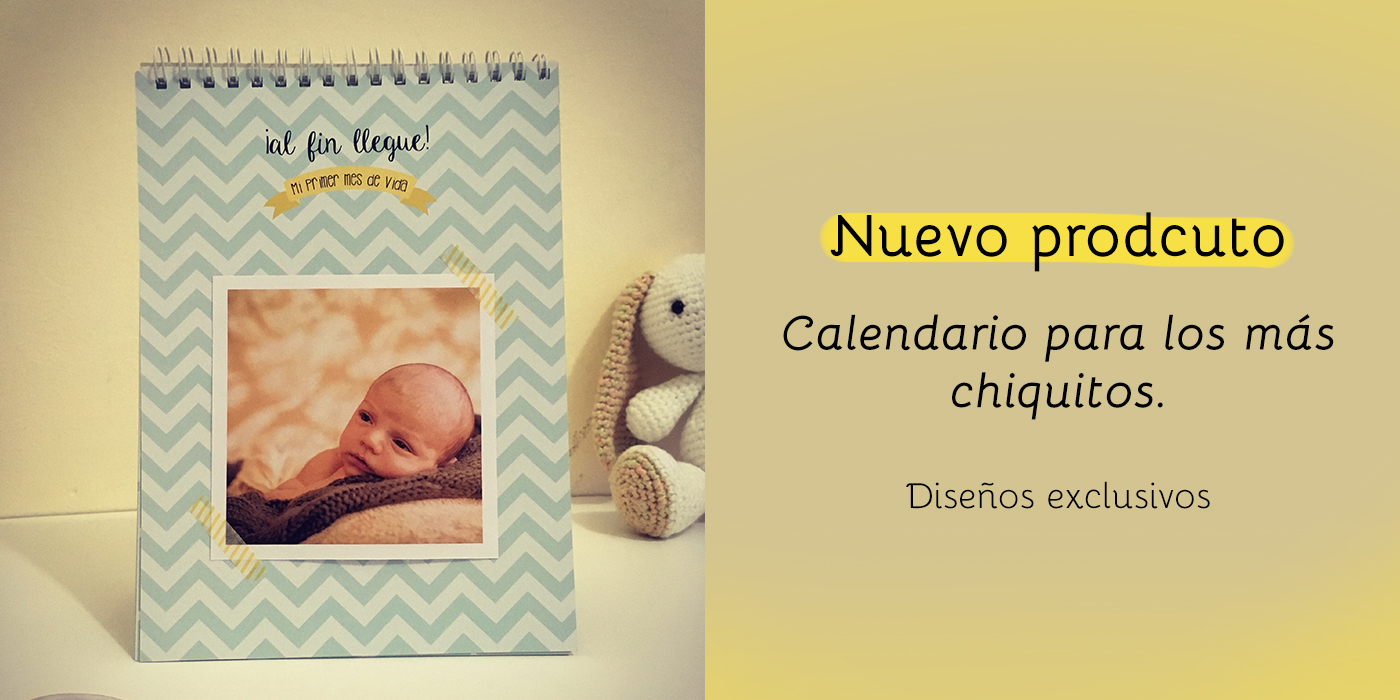 ¡al fin llegue!
Mi primer mes de vida
Nuevo prodcuto
Calendario para los más
chiquitos.
Diseños exclusivos